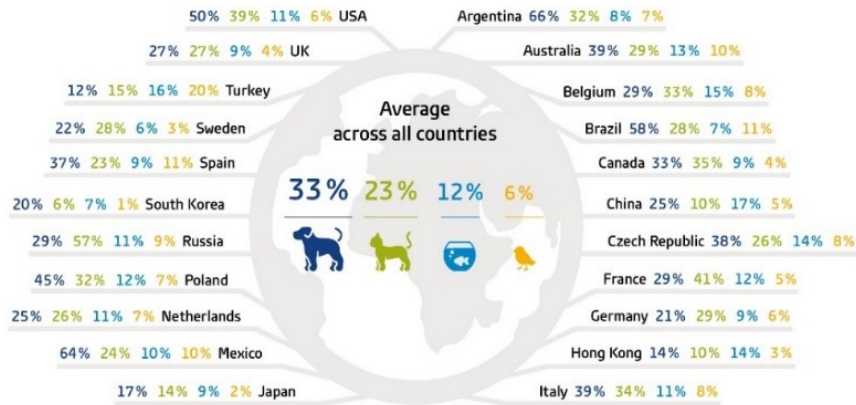 50% 39% 11% 6% USA
27% 27% 9% 4% UK
12% 15% 16% 20% Turkey
22% 28% 6% 3% Sweden
37% 23% 9% 11% Spain
20% 6% 7% 1% South Korea
29% 57% 11% 9% Russia
45% 32% 12% 7% Poland
25% 26% 11% 7% Netherlands
64% 24% 10% 10% Mexico
17% 14% 9% 2% Japan
Average
across all countries
33% 23% 12% 6%
Argentina 66% 32% 8% 7%
Australia 39% 29% 13% 10%
Belgium 29% 33% 15% 8%
Brazil 58% 28% 7% 11%
Canada 33% 35% 9% 4%
China 25% 10% 17% 5%
Czech Republic 38% 26% 14% 8%
France 29% 41% 12% 5%
Germany 21% 29% 9% 6%
Hong Kong 14% 10% 14% 3%
Italy 39% 34% 11% 8%